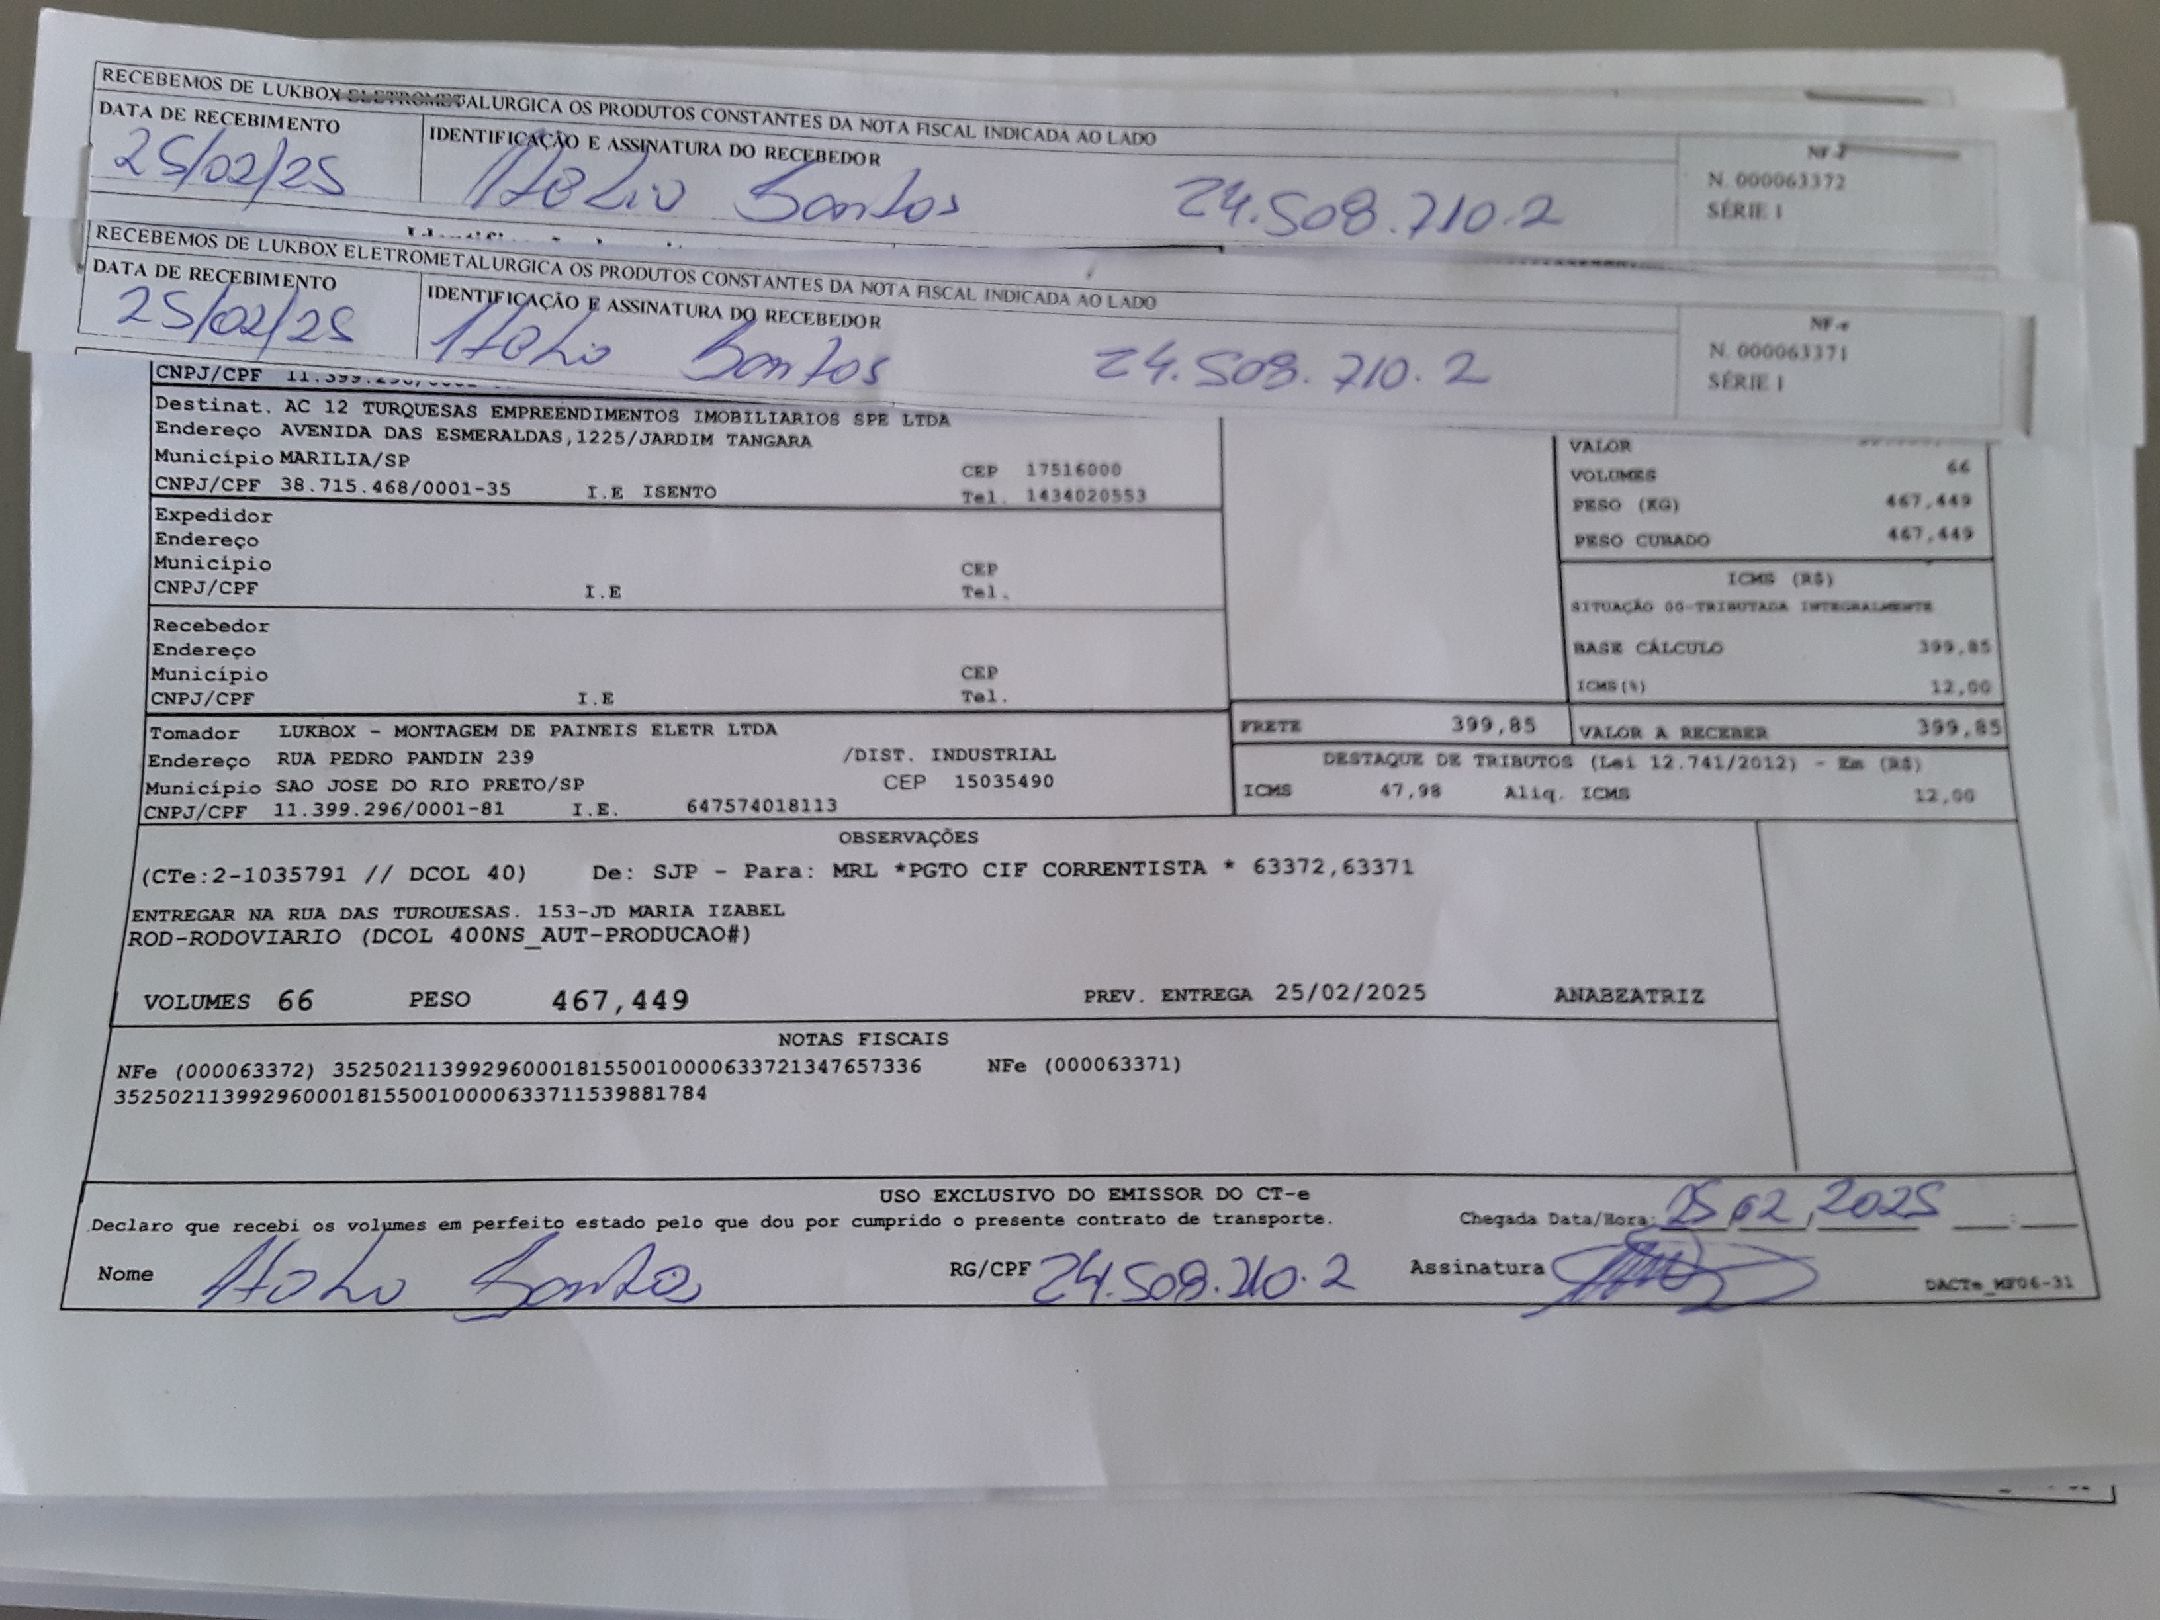 RECEBEMOS DE LUKBOX ELETROMETALURGICA OS PRODUTOS CONSTANTES DA NOTA FISCAL INDICADA AO LADO
DATA DE RECEBIMENTO IDENTIFICAÇÃO E ASSINATURA DO RECEBEDOR
NF-e
N. 000063372
SÉRIE 1
25/02/25 Santos 24.508.710.2
RECEBEMOS DE LUKBOX ELETROMETALURGICA OS PRODUTOS CONSTANTES DA NOTA FISCAL INDICADA AO LADO
DATA DE RECEBIMENTO IDENTIFICAÇÃO E ASSINATURA DO RECEBEDOR
NF-e
N. 000063371
SÉRIE 1
25/02/25 Santos 24.508.710.2
CNPJ/CPF
Destinat. AC 12 TURQUESAS EMPREENDIMENTOS IMOBILIARIOS SPE LTDA
Endereço AVENIDA DAS ESMERALDAS,1225/JARDIM TANGARA
Município MARILIA/SP CEP 17516000
CNPJ/CPF 38.715.468/0001-35 I.E ISENTO Tel. 1434020553
VALOR
VOLUMES 66
PESO (KG) 467,449
PESO CUBADO 467,449
Expedidor
Endereço
Município CEP
CNPJ/CPF I.E Tel.
ICMS (R$)
SITUAÇÃO 00-TRIBUTADA INTEGRALMENTE
BASE CÁLCULO 399,85
ICMS(%) 12,00
Recebedor
Endereço
Município CEP
CNPJ/CPF I.E Tel.
Tomador LUKBOX - MONTAGEM DE PAINEIS ELETR LTDA
Endereço RUA PEDRO PANDIN 239 /DIST. INDUSTRIAL
Município SAO JOSE DO RIO PRETO/SP CEP 15035490
CNPJ/CPF 11.399.296/0001-81 I.E. 647574018113
FRETE 399,85 VALOR A RECEBER 399,85
DESTAQUE DE TRIBUTOS (Lei 12.741/2012) - Em (R$)
ICMS 47,98 Aliq. ICMS 12,00
OBSERVAÇÕES
(CTe:2-1035791 // DCOL 40) De: SJP - Para: MRL *PGTO CIF CORRENTISTA * 63372,63371
ENTREGAR NA RUA DAS TURQUESAS. 153-JD MARIA IZABEL
ROD-RODOVIARIO (DCOL 400NS_AUT-PRODUCAO#)
VOLUMES 66 PESO 467,449 PREV. ENTREGA 25/02/2025 ANABEATRIZ
NOTAS FISCAIS
NFe (000063372) 35250211399296000181550010000633721347657336 NFe (000063371)
35250211399296000181550010000633711539881784
USO EXCLUSIVO DO EMISSOR DO CT-e
Declaro que recebi os volumes em perfeito estado pelo que dou por cumprido o presente contrato de transporte. Chegada Data/Hora: 25/02/2025 __:__
Nome Santos RG/CPF 24.508.710.2 Assinatura
DACTe_MF06-31